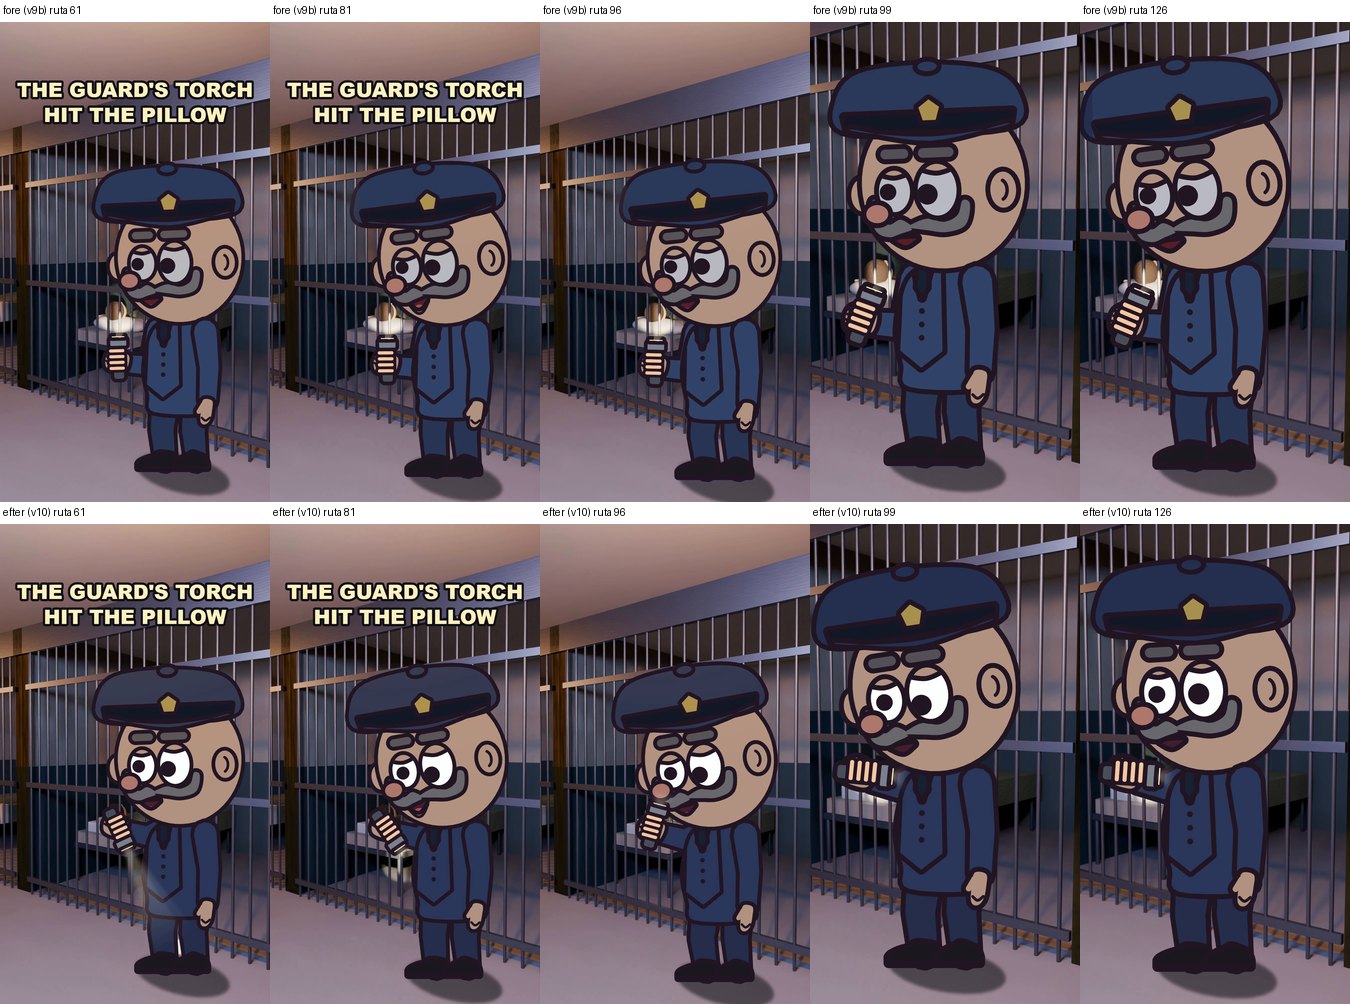 fore (v9b) ruta 61
fore (v9b) ruta 81
fore (v9b) ruta 96
fore (v9b) ruta 99
fore (v9b) ruta 126
THE GUARD'S TORCH
HIT THE PILLOW
THE GUARD'S TORCH
HIT THE PILLOW
efter (v10) ruta 61
efter (v10) ruta 81
efter (v10) ruta 96
efter (v10) ruta 99
efter (v10) ruta 126
THE GUARD'S TORCH
HIT THE PILLOW
THE GUARD'S TORCH
HIT THE PILLOW